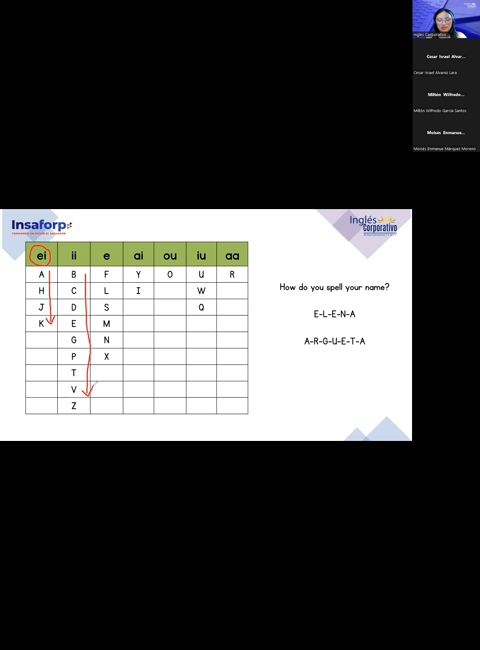 Inglés Corporativo
Cesar Israel Alvar...
Cesar Israel Alvarez Lara
Milton Wilfredo...
Milton Wilfredo Garcia Santos
Moisés Enmanue...
Moisés Enmanue Márquez Moreno
Insaforp
Inglés
Corporativo
ei ii e ai ou iu aa
A B F Y O U R
H C L I W
J D S Q
K E M
G N
P X
T
V
Z
How do you spell your name?
E-L-E-N-A
A-R-G-U-E-T-A